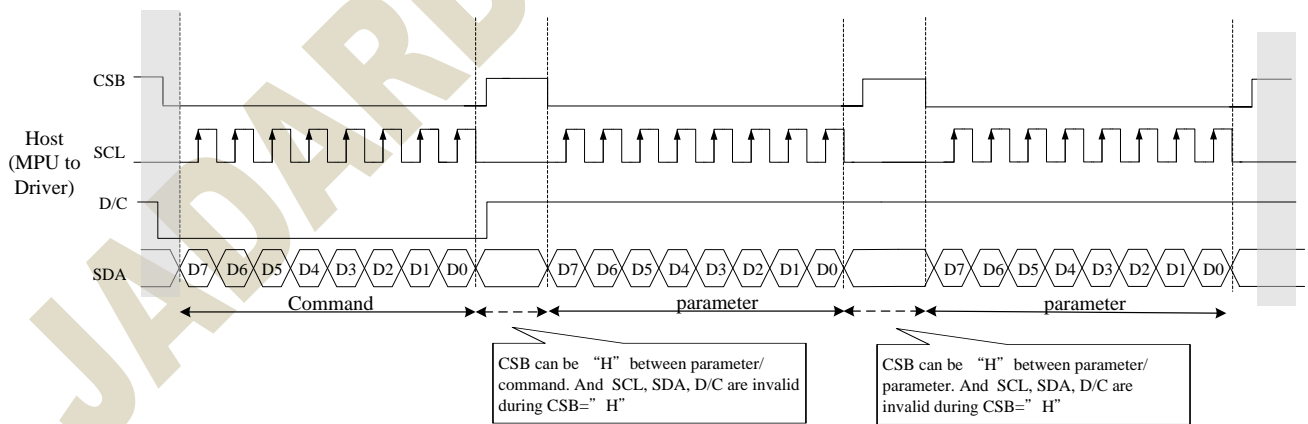 CSB
Host
(MPU to
Driver)
SCL
D/C
SDA
D7 D6 D5 D4 D3 D2 D1 D0 D7 D6 D5 D4 D3 D2 D1 D0 D7 D6 D5 D4 D3 D2 D1 D0
Command parameter parameter
CSB can be “H” between parameter/
command. And SCL, SDA, D/C are invalid
during CSB=” H”
CSB can be “H” between parameter/
parameter. And SCL, SDA, D/C are
invalid during CSB=” H”
JADARD